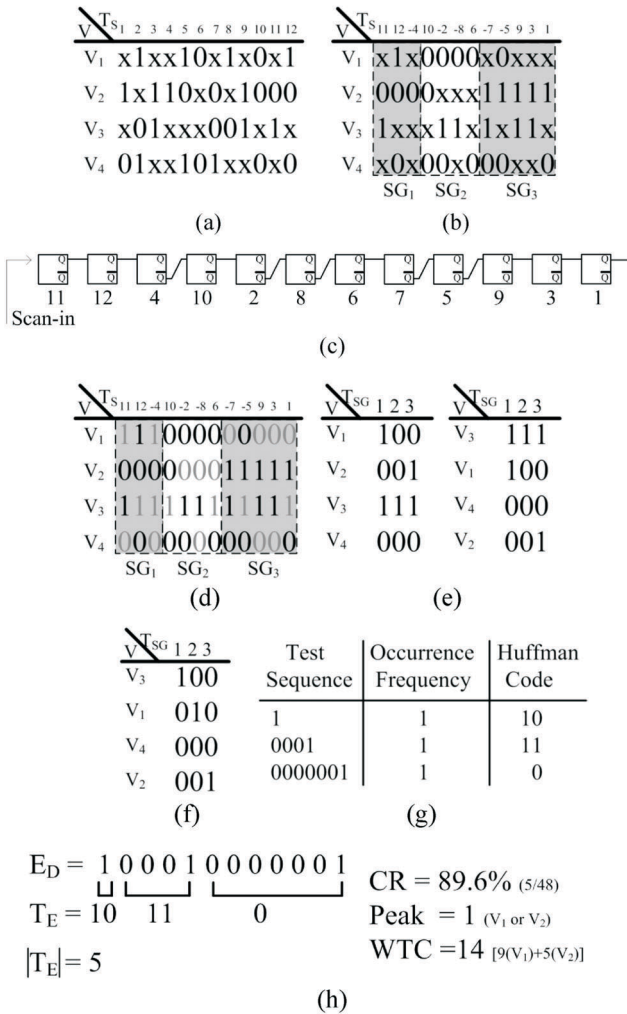 V TS 1 2 3 4 5 6 7 8 9 10 11 12
V1 x1xx10x1x0x1
V2 1x110x0x1000
V3 x01xxx001x1x
V4 01xx101xx0x0
(a)
V TS 11 12 -4 10 -2 -8 6 -7 -5 9 3 1
V1 x1x0000x0xxx
V2 0000xxx11111
V3 1xxx11x1x11x
V4 x0x00x000xx0
SG1 SG2 SG3
(b)
Q Q Q Q Q Q Q Q Q Q Q Q
Q Q Q Q Q Q Q Q Q Q Q Q
11 12 4 10 2 8 6 7 5 9 3 1
Scan-in
(c)
V TS 11 12 -4 10 -2 -8 6 -7 -5 9 3 1
V1 111000000000
V2 000000011111
V3 111111111111
V4 000000000000
SG1 SG2 SG3
(d)
V TSG 1 2 3
V1 100
V2 001
V3 111
V4 000
V TSG 1 2 3
V3 111
V1 100
V4 000
V2 001
(e)
V TSG 1 2 3
V3 100
V1 010
V4 000
V2 001
(f)
Test Sequence Occurrence Frequency Huffman Code
1 1 10
0001 1 11
0000001 1 0
(g)
ED = 1 0 0 0 1 0 0 0 0 0 0 1
TE = 10 11 0
|TE| = 5
CR = 89.6% (5/48)
Peak = 1 (V1 or V2)
WTC =14 [9(V1)+5(V2)]
(h)